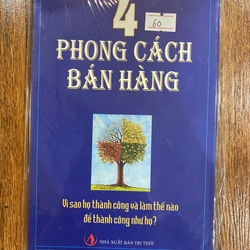 4
60
PHONG CÁCH
BÁN HÀNG
Vì sao họ thành công và làm thế nào
để thành công như họ?
NHÀ XUẤT BẢN TRI THỨC